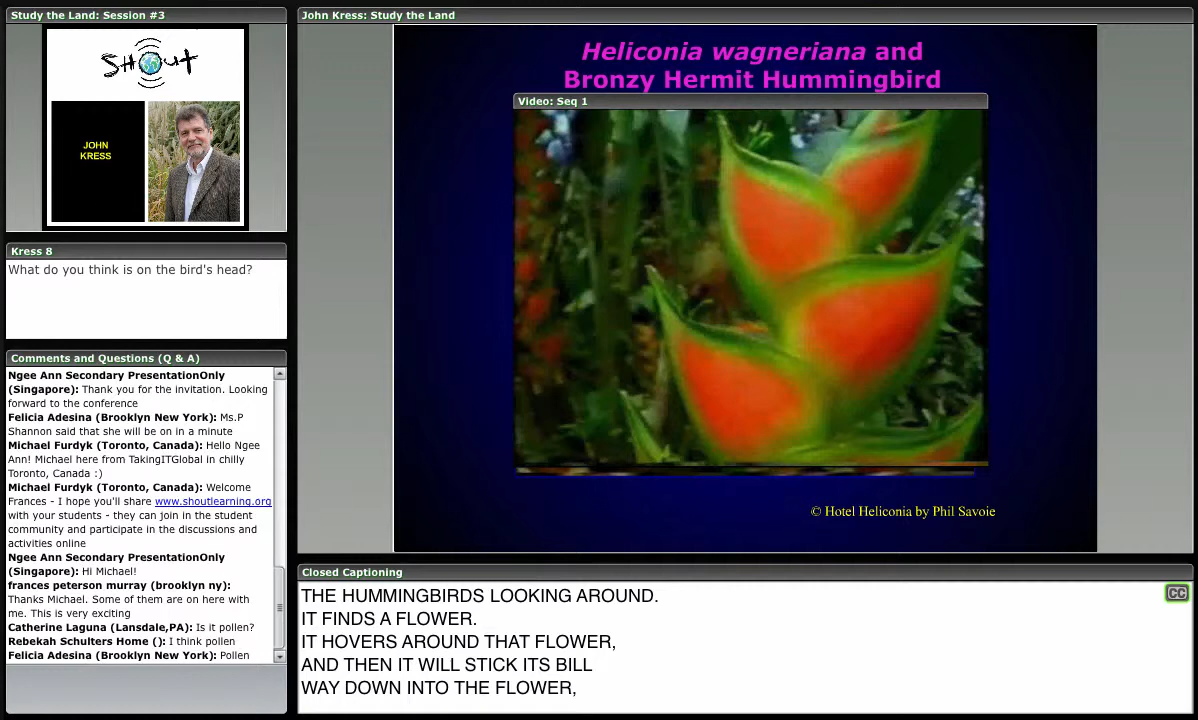 Study the Land: Session #3
SHOUT
JOHN
KRESS
Kress 8
What do you think is on the bird's head?
Comments and Questions (Q & A)
Ngee Ann Secondary PresentationOnly
(Singapore): Thank you for the invitation. Looking
forward to the conference
Felicia Adesina (Brooklyn New York): Ms.P
Shannon said that she will be on in a minute
Michael Furdyk (Toronto, Canada): Hello Ngee
Ann! Michael here from TakingITGlobal in chilly
Toronto, Canada :)
Michael Furdyk (Toronto, Canada): Welcome
Frances - I hope you'll share www.shoutlearning.org
with your students - they can join in the student
community and participate in the discussions and
activities online
Ngee Ann Secondary PresentationOnly
(Singapore): Hi Michael!
frances peterson murray (brooklyn ny):
Thanks Michael. Some of them are on here with
me. This is very exciting
Catherine Laguna (Lansdale,PA): Is it pollen?
Rebekah Schulters Home (): I think pollen
Felicia Adesina (Brooklyn New York): Pollen
John Kress: Study the Land
Heliconia wagneriana and
Bronzy Hermit Hummingbird
Video: Seq 1
© Hotel Heliconia by Phil Savoie
Closed Captioning
THE HUMMINGBIRDS LOOKING AROUND.
IT FINDS A FLOWER.
IT HOVERS AROUND THAT FLOWER,
AND THEN IT WILL STICK ITS BILL
WAY DOWN INTO THE FLOWER,
CC